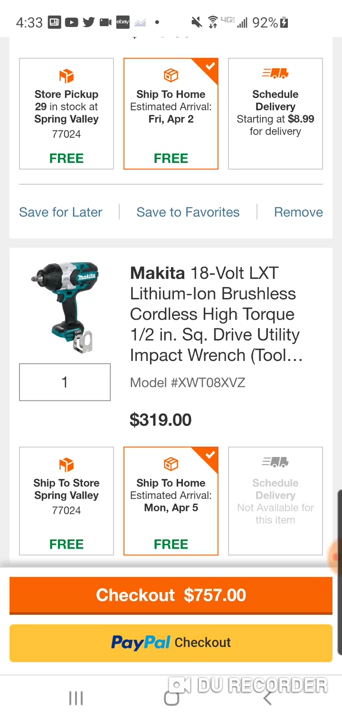 4:33
ebay
4G
92%
Store Pickup
29 in stock at
Spring Valley
77024
FREE
Ship To Home
Estimated Arrival:
Fri, Apr 2
FREE
Schedule
Delivery
Starting at $8.99
for delivery
Save for Later
Save to Favorites
Remove
Makita 18-Volt LXT
Lithium-Ion Brushless
Cordless High Torque
1/2 in. Sq. Drive Utility
Impact Wrench (Tool...
Model #XWT08XVZ
1
$319.00
Ship To Store
Spring Valley
77024
FREE
Ship To Home
Estimated Arrival:
Mon, Apr 5
FREE
Schedule
Delivery
Not Available for
this item
Checkout $757.00
PayPal Checkout
DU RECORDER